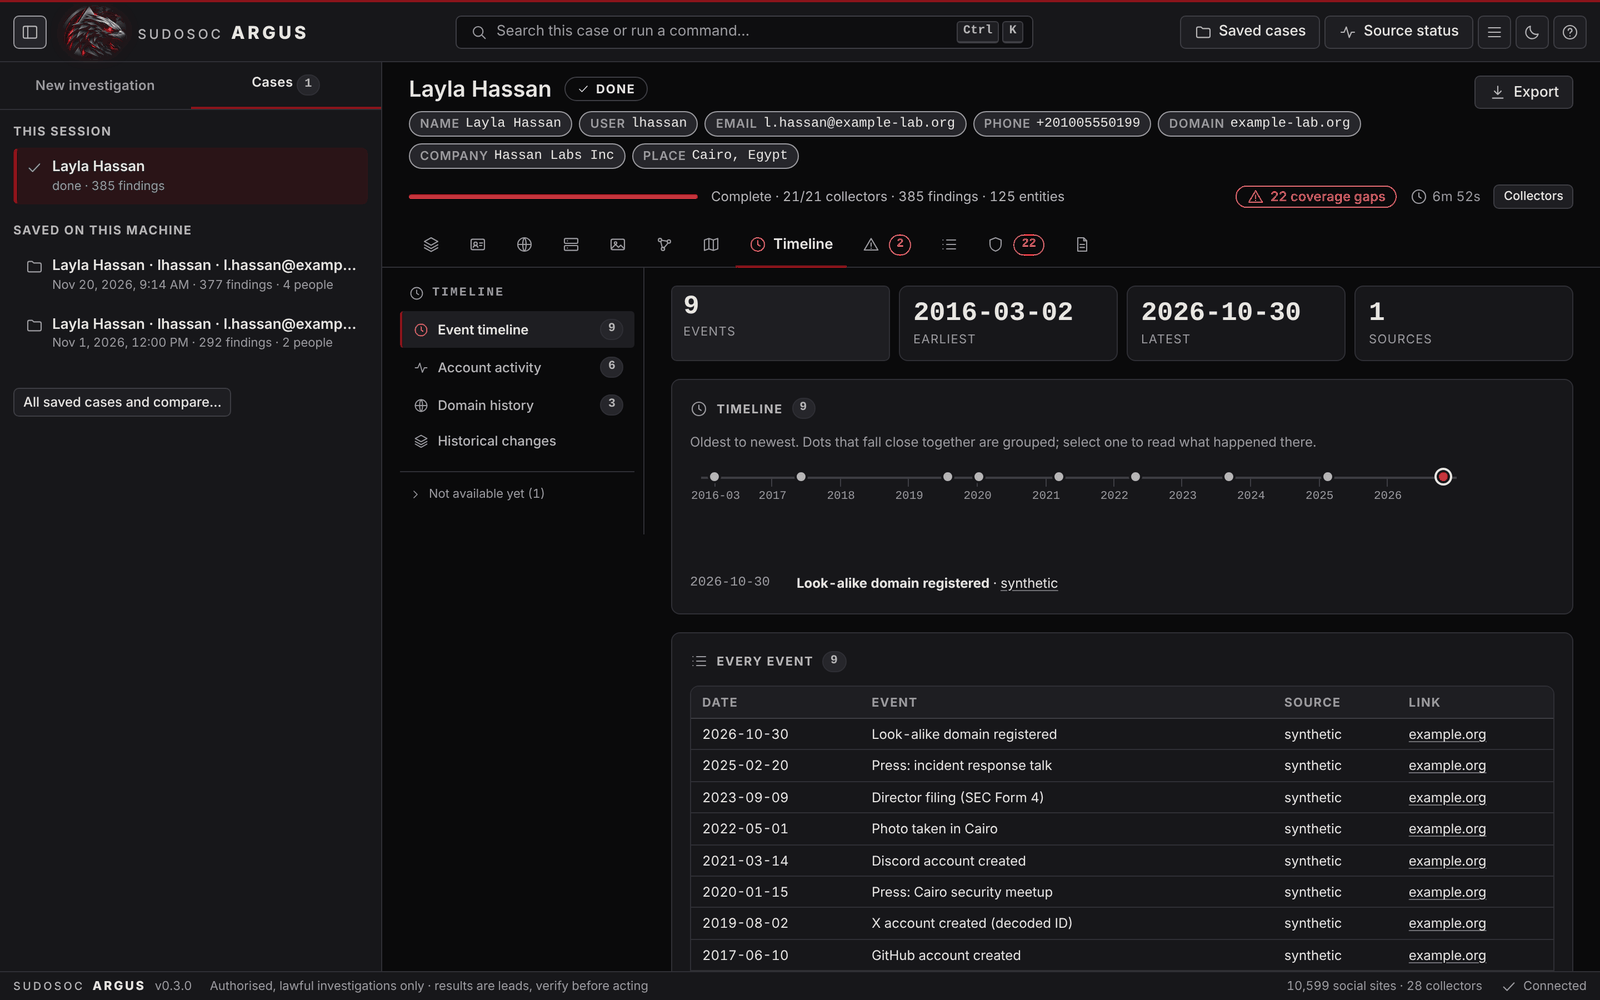 SUDOSOC ARGUS
Search this case or run a command...
Ctrl K
Saved cases
Source status
New investigation
Cases 1
THIS SESSION
Layla Hassan
done · 385 findings
SAVED ON THIS MACHINE
Layla Hassan · lhassan · l.hassan@examp...
Nov 20, 2026, 9:14 AM · 377 findings · 4 people
Layla Hassan · lhassan · l.hassan@examp...
Nov 1, 2026, 12:00 PM · 292 findings · 2 people
All saved cases and compare...
Layla Hassan
DONE
Export
NAME Layla Hassan
USER lhassan
EMAIL l.hassan@example-lab.org
PHONE +201005550199
DOMAIN example-lab.org
COMPANY Hassan Labs Inc
PLACE Cairo, Egypt
Complete · 21/21 collectors · 385 findings · 125 entities
22 coverage gaps
6m 52s
Collectors
Timeline
2
22
TIMELINE
Event timeline 9
Account activity 6
Domain history 3
Historical changes
Not available yet (1)
9
EVENTS
2016-03-02
EARLIEST
2026-10-30
LATEST
1
SOURCES
TIMELINE 9
Oldest to newest. Dots that fall close together are grouped; select one to read what happened there.
2016-03 2017 2018 2019 2020 2021 2022 2023 2024 2025 2026
2026-10-30 Look-alike domain registered · synthetic
EVERY EVENT 9
DATE EVENT SOURCE LINK
2026-10-30 Look-alike domain registered synthetic example.org
2025-02-20 Press: incident response talk synthetic example.org
2023-09-09 Director filing (SEC Form 4) synthetic example.org
2022-05-01 Photo taken in Cairo synthetic example.org
2021-03-14 Discord account created synthetic example.org
2020-01-15 Press: Cairo security meetup synthetic example.org
2019-08-02 X account created (decoded ID) synthetic example.org
2017-06-10 GitHub account created synthetic example.org
SUDOSOC ARGUS v0.3.0 Authorised, lawful investigations only · results are leads, verify before acting
10,599 social sites · 28 collectors
Connected